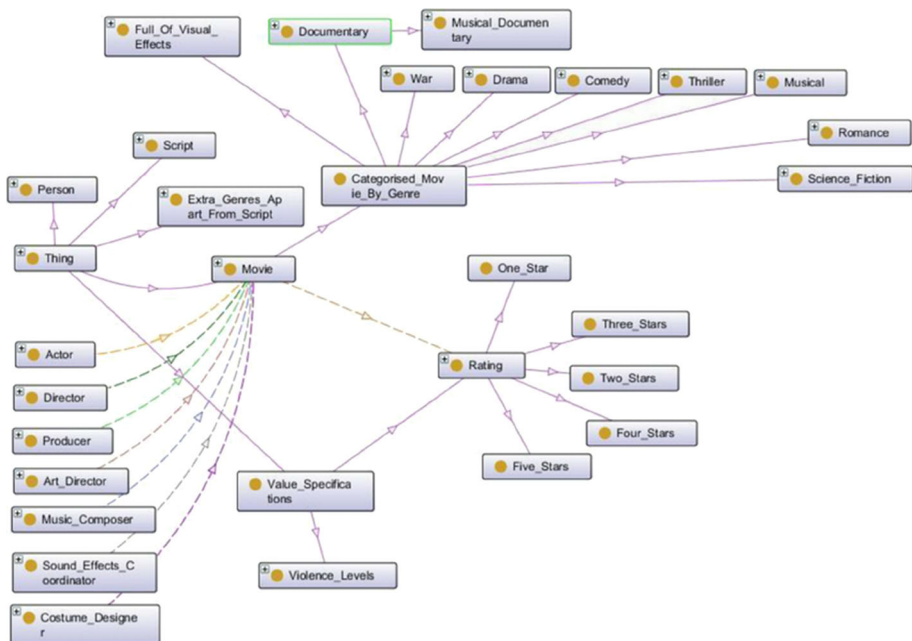 Full_Of_Visual_
Effects
Documentary
Musical_Documen
tary
War
Drama
Comedy
Thriller
Musical
Romance
Script
Categorised_Mov
ie_By_Genre
Science_Fiction
Person
Extra_Genres_Ap
art_From_Script
Thing
Movie
One_Star
Three_Stars
Actor
Rating
Two_Stars
Director
Four_Stars
Producer
Five_Stars
Art_Director
Value_Specifica
tions
Music_Composer
Sound_Effects_C
oordinator
Violence_Levels
Costume_Designe
r